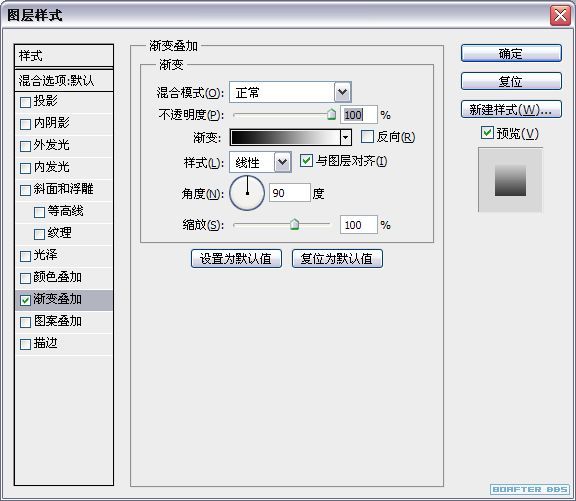 图层样式
样式
混合选项:默认
投影
内阴影
外发光
内发光
斜面和浮雕
等高线
纹理
光泽
颜色叠加
渐变叠加
图案叠加
描边
渐变叠加
渐变
混合模式(O): 正常
不透明度(P): 100 %
渐变: 反向(R)
样式(L): 线性 与图层对齐(I)
角度(N): 90 度
缩放(S): 100 %
设置为默认值 复位为默认值
确定
复位
新建样式(W)...
预览(V)
BDAFTER BBS